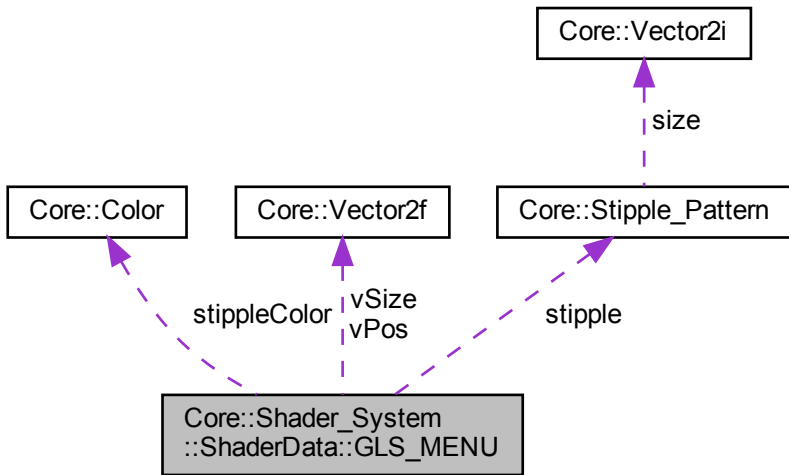 Core::Vector2i
size
Core::Color
Core::Vector2f
Core::Stipple_Pattern
stippleColor
vSize
vPos
stipple
Core::Shader_System
::ShaderData::GLS_MENU